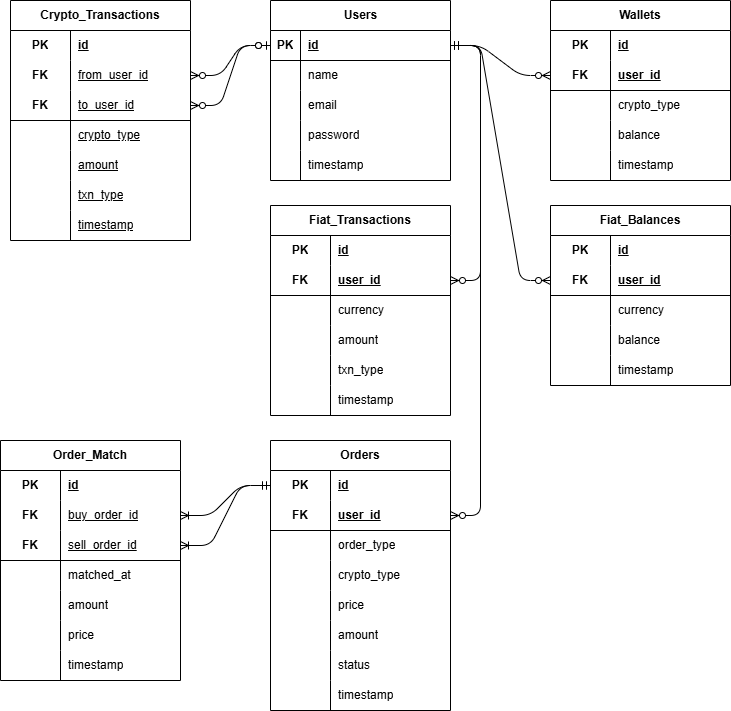 Crypto_Transactions
PK id
FK from_user_id
FK to_user_id
crypto_type
amount
txn_type
timestamp
Users
PK id
name
email
password
timestamp
Wallets
PK id
FK user_id
crypto_type
balance
timestamp
Fiat_Transactions
PK id
FK user_id
currency
amount
txn_type
timestamp
Fiat_Balances
PK id
FK user_id
currency
balance
timestamp
Order_Match
PK id
FK buy_order_id
FK sell_order_id
matched_at
amount
price
timestamp
Orders
PK id
FK user_id
order_type
crypto_type
price
amount
status
timestamp